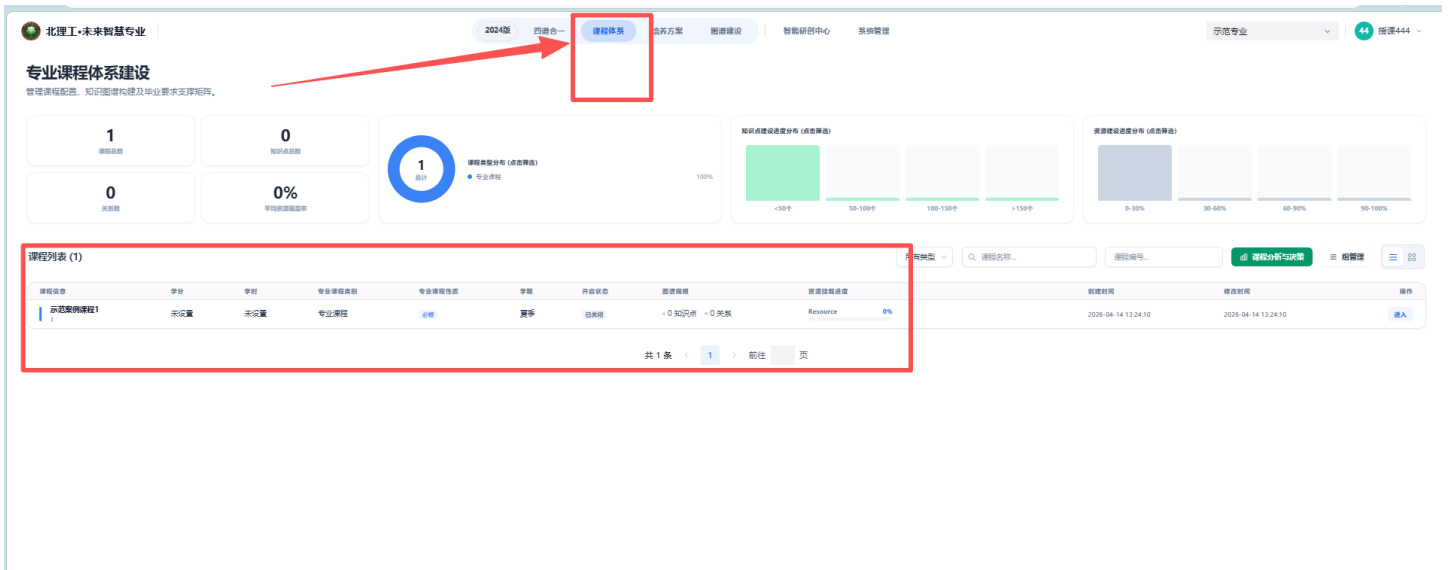 北理工•未来智慧专业
2024版 四谱合一 课程体系 培养方案 图谱建设 智能研创中心 系统管理 示范专业 44 授课444
专业课程体系建设
管理课程配置、知识图谱构建及毕业要求支撑矩阵。
1
课程总数
0
知识点总数
0
关系数
0%
平均资源覆盖率
1
总计
课程类型分布 (点击筛选)
专业课程 100%
知识点建设进度分布 (点击筛选)
<50个 50-100个 100-150个 >150个
资源建设进度分布 (点击筛选)
0-30% 30-60% 60-90% 90-100%
课程列表 (1) 所有类型 课程名称... 课程编号... 课程分析与决策 组管理
课程信息 学分 学时 专业课程类别 专业课程性质 学期 开启状态 图谱规模 资源挂载进度 创建时间 修改时间 操作
示范案例课程1 未设置 未设置 专业课程 必修 夏季 已关闭 0 知识点 0 关系 Resource 0% 2026-04-14 13:24:10 2026-04-14 13:24:10 进入
1
共 1 条 1 前往 页